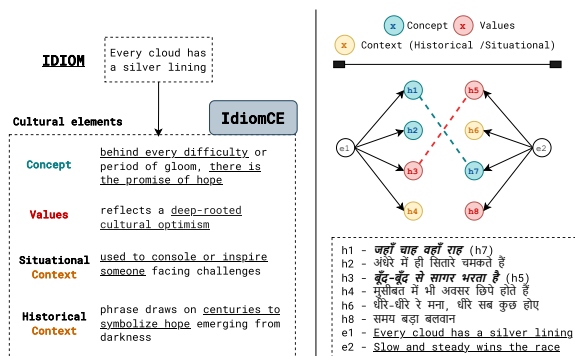 IDIOM
Every cloud has
a silver lining
IdiomCE
Cultural elements
Concept
behind every difficulty or
period of gloom, there
is the promise of hope
Values
reflects a deep-rooted
cultural optimism
Situational
Context
used to console or inspire
someone facing challenges
Historical
Context
phrase draws on centuries to
symbolize hope emerging from
darkness
x Concept x Values
x Context (Historical /Situational)
h1 h5
h2 h6
e1 e2
h3 h7
h4 h8
h1 - जहाँ चाह वहाँ राह (h7)
h2 - अंधेरे में ही सितारे चमकते हैं
h3 - बूँद-बूँद से सागर भरता है (h5)
h4 - मुसीबत में भी अवसर छिपे होते हैं
h6 - धीरे-धीरे रे मना, धीरे सब कुछ होए
h8 - समय बड़ा बलवान
e1 - Every cloud has a silver lining
e2 - Slow and steady wins the race